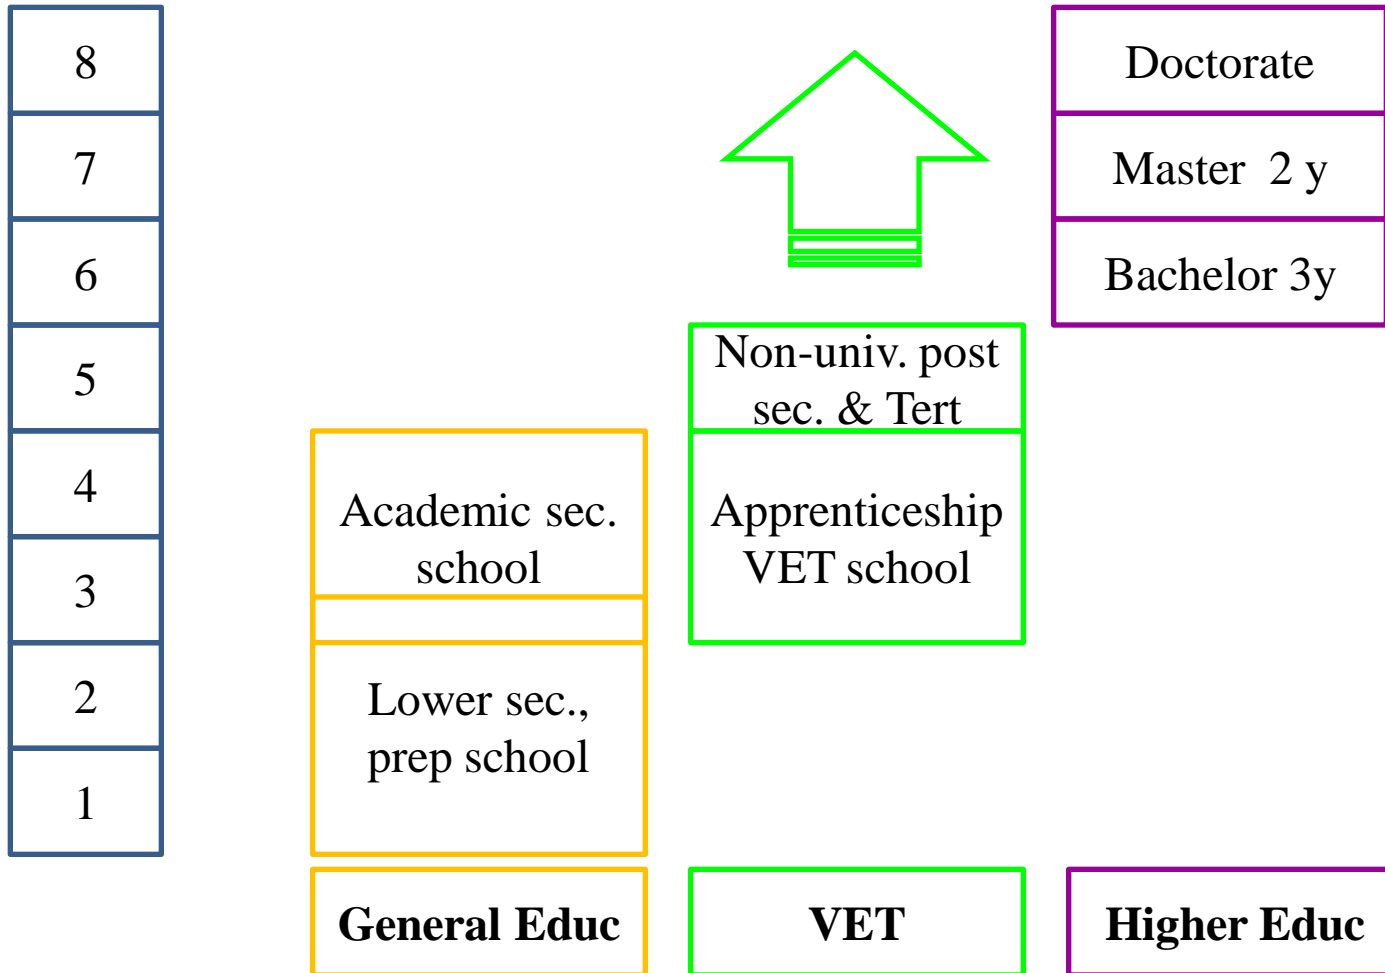 8
Doctorate
7
Master  2 y
6
Bachelor 3y
5
Non-univ. post
sec. & Tert
4
Academic sec.
school
Apprenticeship
VET school
3
2
Lower sec.,
prep school
1
General Educ
VET
Higher Educ